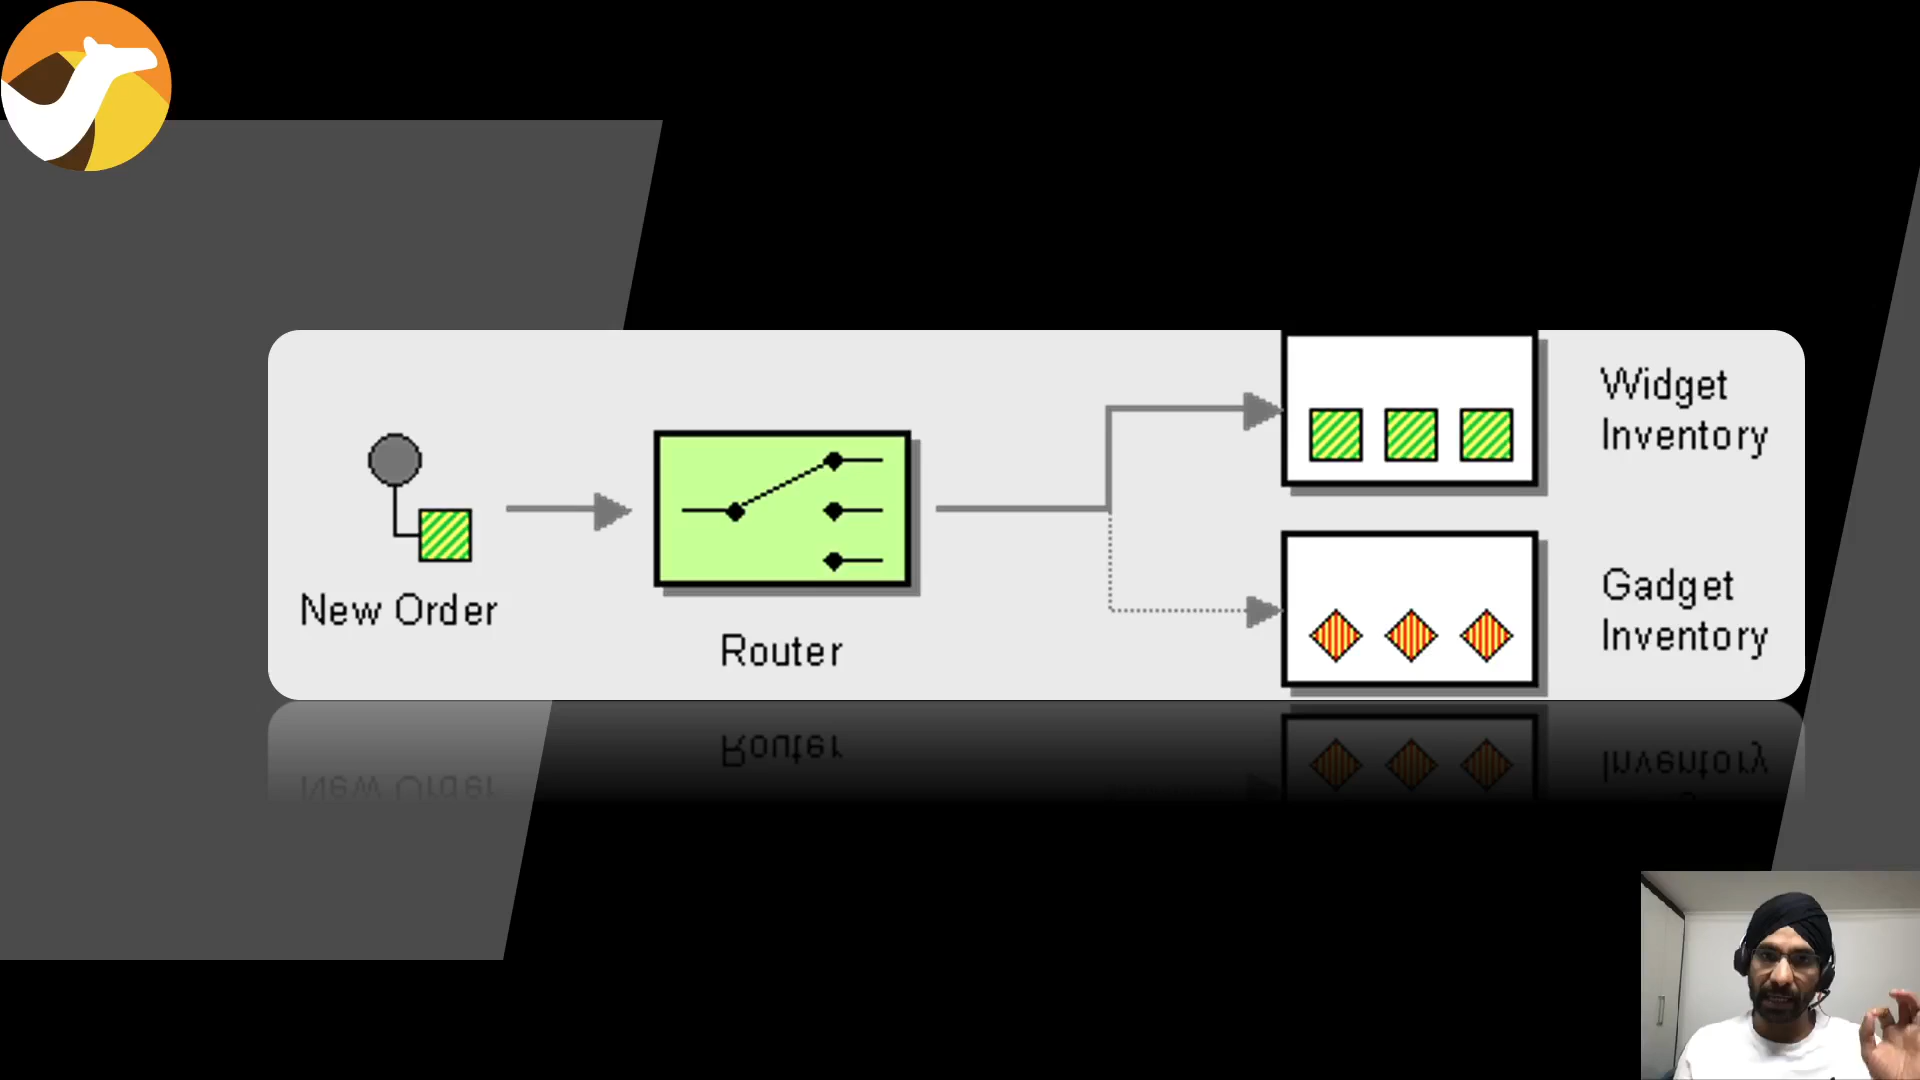 New Order
Router
Widget
Inventory
Gadget
Inventory